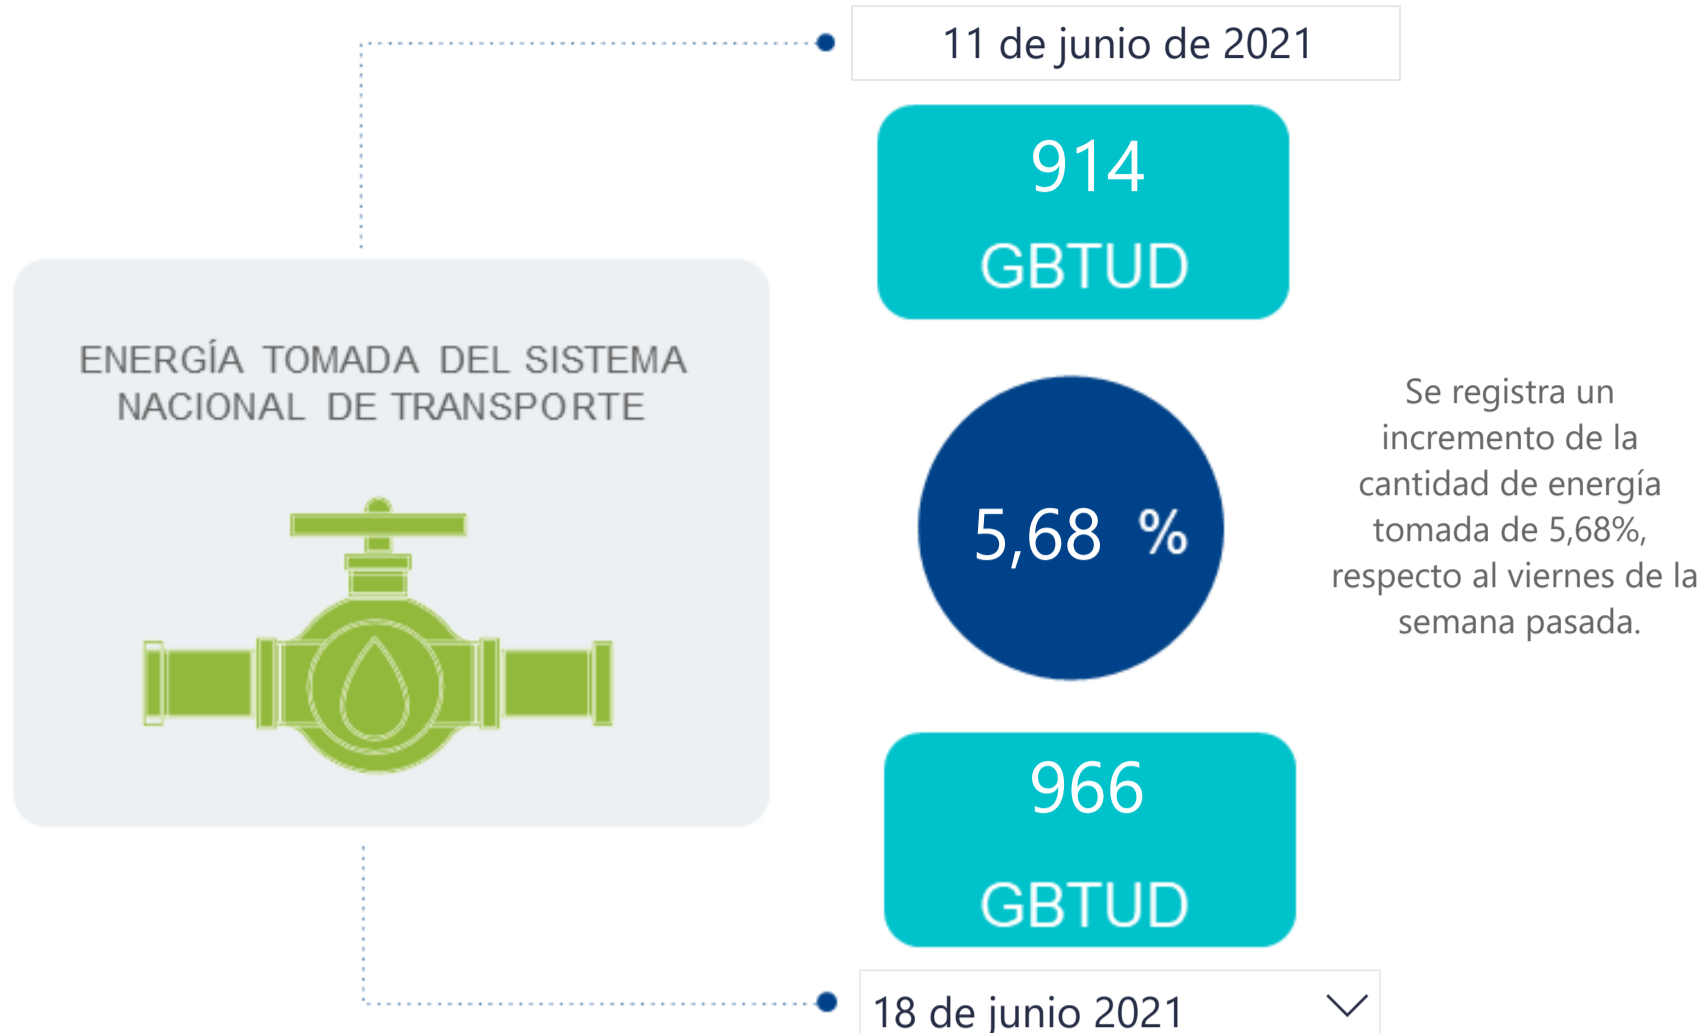 11 de junio de 2021
914
GBTUD
ENERGÍA TOMADA DEL SISTEMA
NACIONAL DE TRANSPORTE
5,68 %
Se registra un
incremento de la
cantidad de energía
tomada de 5,68%,
respecto al viernes de la
semana pasada.
966
GBTUD
18 de junio 2021